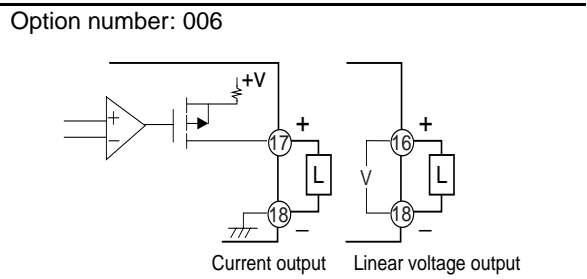 Option number: 006
+V
+
−
+
17
L
18
−
+
16
V
L
18
−
Current output
Linear voltage output